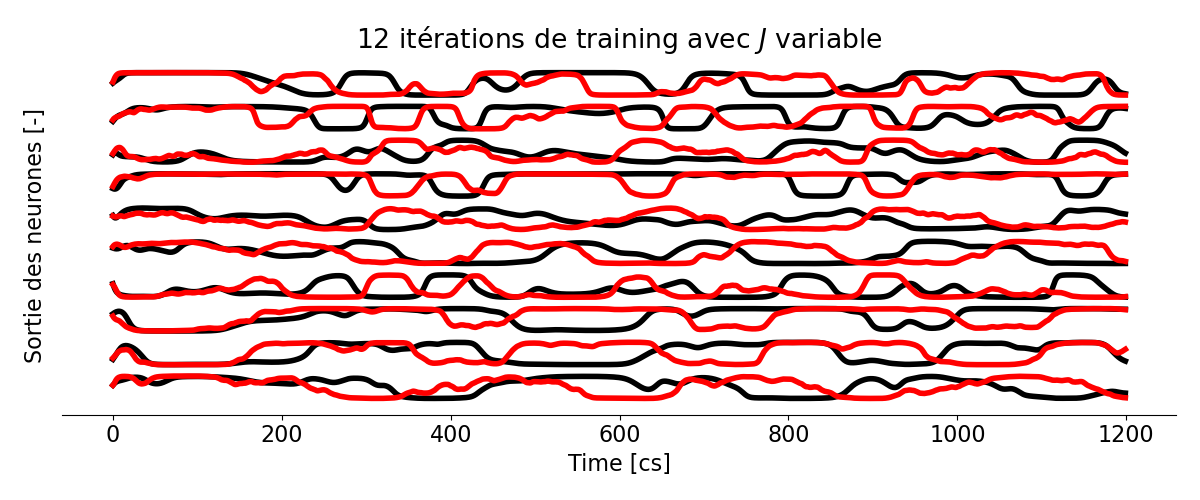 12 itérations de training avec J variable
Sortie des neurones [-]
0 200 400 600 800 1000 1200
Time [cs]